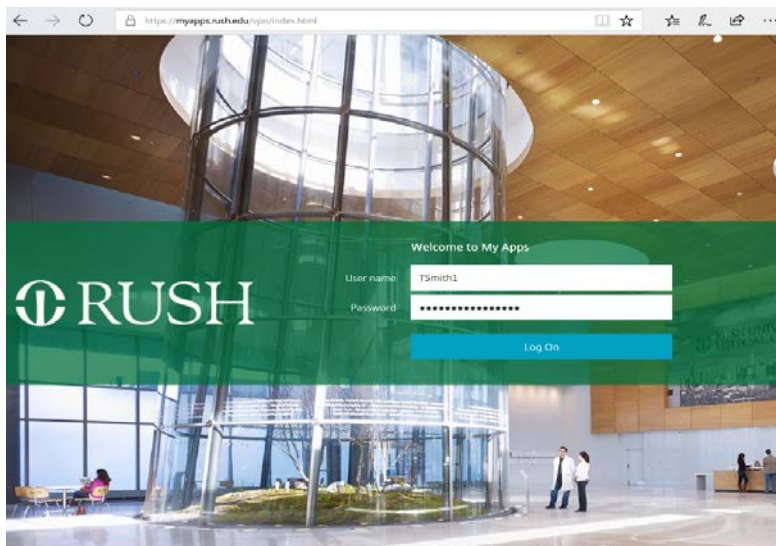 https://myapps.rush.edu/vpn/index.html
Welcome to My Apps
User name
TSmith1
RUSH
Password
Log On